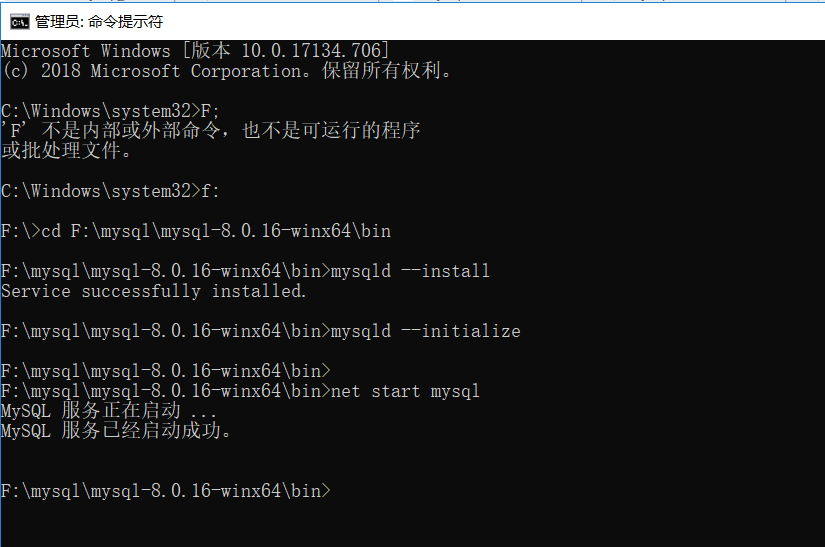 管理员: 命令提示符
Microsoft Windows [版本 10.0.17134.706]
(c) 2018 Microsoft Corporation。保留所有权利。
C:\Windows\system32>F;
'F' 不是内部或外部命令，也不是可运行的程序
或批处理文件。
C:\Windows\system32>f:
F:\>cd F:\mysql\mysql-8.0.16-winx64\bin
F:\mysql\mysql-8.0.16-winx64\bin>mysqld --install
Service successfully installed.
F:\mysql\mysql-8.0.16-winx64\bin>mysqld --initialize
F:\mysql\mysql-8.0.16-winx64\bin>
F:\mysql\mysql-8.0.16-winx64\bin>net start mysql
MySQL 服务正在启动 ...
MySQL 服务已经启动成功。
F:\mysql\mysql-8.0.16-winx64\bin>